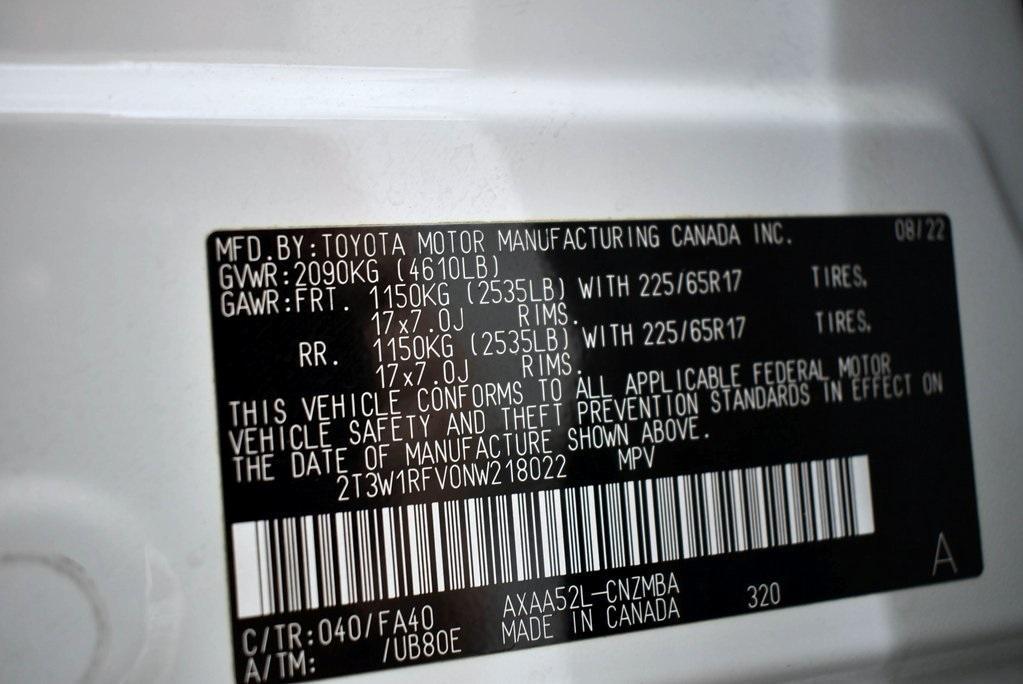 MFD.BY:TOYOTA MOTOR MANUFACTURING CANADA INC. 08/22
GVWR:2090KG (4610LB)
GAWR:FRT. 1150KG (2535LB) WITH 225/65R17 TIRES,
17x7.0J RIMS.
RR. 1150KG (2535LB) WITH 225/65R17 TIRES,
17x7.0J RIMS.
THIS VEHICLE CONFORMS TO ALL APPLICABLE FEDERAL MOTOR
VEHICLE SAFETY AND THEFT PREVENTION STANDARDS IN EFFECT ON
THE DATE OF MANUFACTURE SHOWN ABOVE.
2T3W1RFV0NW218022 MPV
C/TR:040/FA40 AXAA52L-CNZMBA 320 A
A/TM: /UB80E MADE IN CANADA